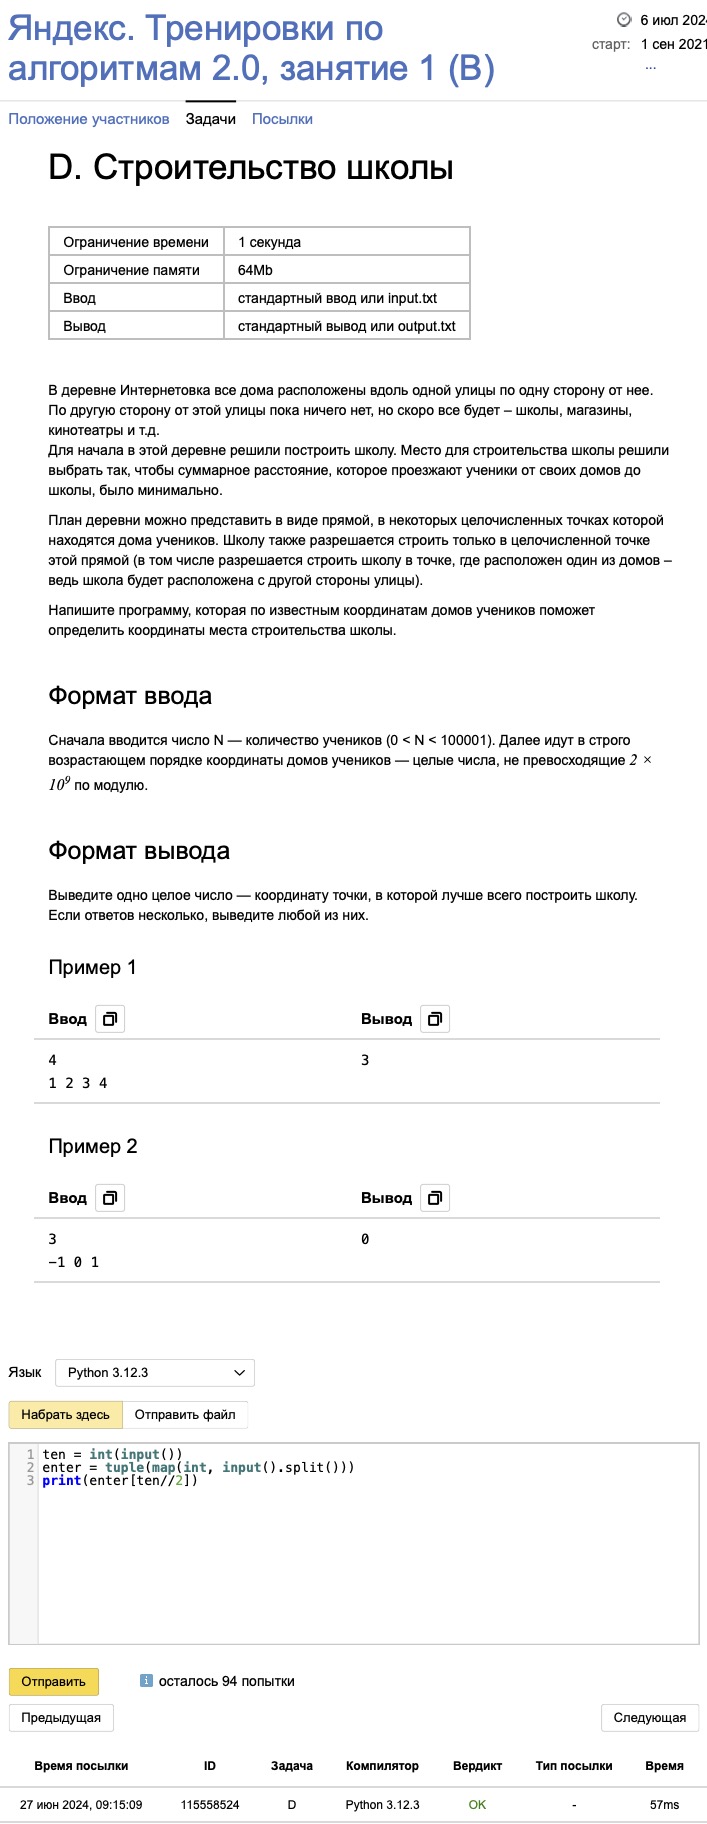 Яндекс. Тренировки по
алгоритмам 2.0, занятие 1 (B)
6 июл 2024
старт: 1 сен 2021
...
Положение участников Задачи Посылки
D. Строительство школы
Ограничение времени 1 секунда
Ограничение памяти 64Mb
Ввод стандартный ввод или input.txt
Вывод стандартный вывод или output.txt
В деревне Интернетовка все дома расположены вдоль одной улицы по одну сторону от нее.
По другую сторону от этой улицы пока ничего нет, но скоро все будет – школы, магазины,
кинотеатры и т.д.
Для начала в этой деревне решили построить школу. Место для строительства школы решили
выбрать так, чтобы суммарное расстояние, которое проезжают ученики от своих домов до
школы, было минимально.
План деревни можно представить в виде прямой, в некоторых целочисленных точках которой
находятся дома учеников. Школу также разрешается строить только в целочисленной точке
этой прямой (в том числе разрешается строить школу в точке, где расположен один из домов –
ведь школа будет расположена с другой стороны улицы).
Напишите программу, которая по известным координатам домов учеников поможет
определить координаты места строительства школы.
Формат ввода
Сначала вводится число N — количество учеников (0 < N < 100001). Далее идут в строго
возрастающем порядке координаты домов учеников — целые числа, не превосходящие 2 ×
10⁹ по модулю.
Формат вывода
Выведите одно целое число — координату точки, в которой лучше всего построить школу.
Если ответов несколько, выведите любой из них.
Пример 1
Ввод Вывод
4 3
1 2 3 4
Пример 2
Ввод Вывод
3 0
-1 0 1
Язык Python 3.12.3
Набрать здесь Отправить файл
1 ten = int(input())
2 enter = tuple(map(int, input().split()))
3 print(enter[ten//2])
Отправить i осталось 94 попытки
Предыдущая Следующая
Время посылки ID Задача Компилятор Вердикт Тип посылки Время
27 июн 2024, 09:15:09 115558524 D Python 3.12.3 OK - 57ms